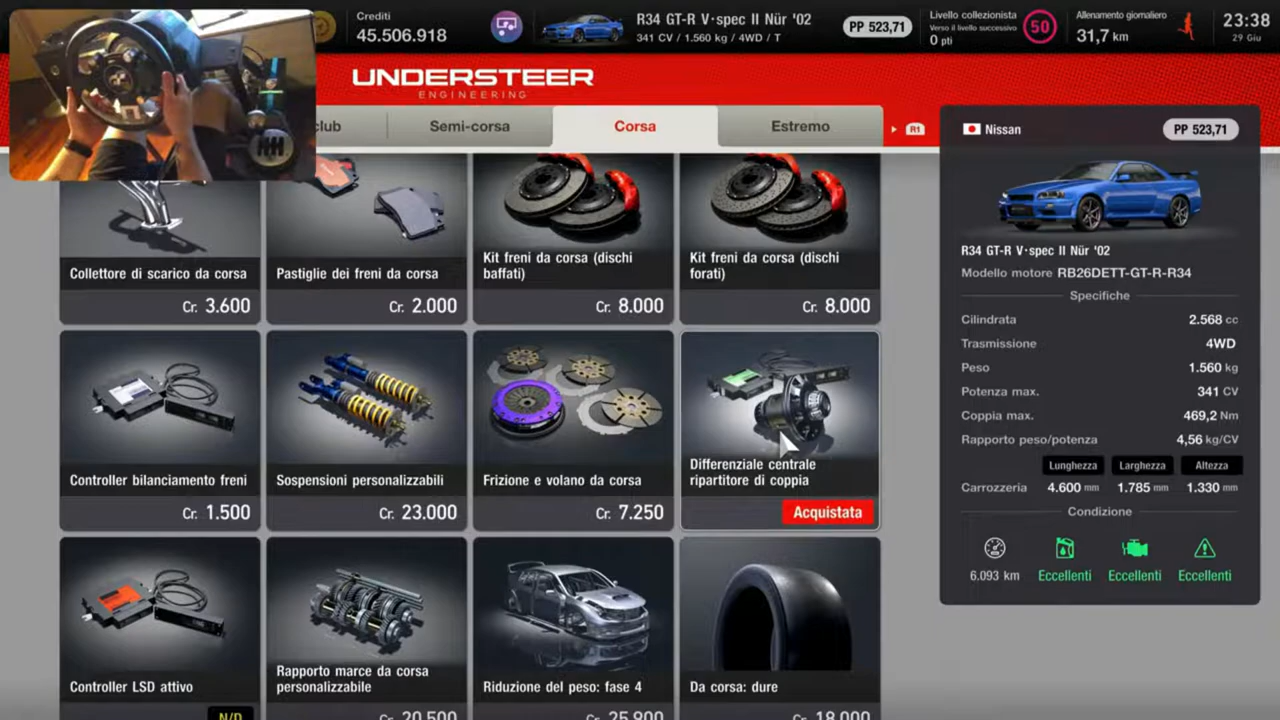 Crediti
45.506.918
R34 GT-R V・spec II Nür '02
341 CV / 1.560 kg / 4WD / T
PP 523,71
Livello collezionista
Verso il livello successivo
0 pti
50
Allenamento giornaliero
31,7 km
23:38
29 Giu
UNDERSTEER
ENGINEERING
club
Semi-corsa
Corsa
Estremo
R1
Collettore di scarico da corsa
Cr. 3.600
Pastiglie dei freni da corsa
Cr. 2.000
Kit freni da corsa (dischi
baffati)
Cr. 8.000
Kit freni da corsa (dischi
forati)
Cr. 8.000
Controller bilanciamento freni
Cr. 1.500
Sospensioni personalizzabili
Cr. 23.000
Frizione e volano da corsa
Cr. 7.250
Differenziale centrale
ripartitore di coppia
Acquistata
Controller LSD attivo
N/D
Rapporto marce da corsa
personalizzabile
Cr. 20.500
Riduzione del peso: fase 4
Cr. 25.900
Da corsa: dure
Cr. 18.000
Nissan
PP 523,71
R34 GT-R V・spec II Nür '02
Modello motore RB26DETT-GT-R-R34
Specifiche
Cilindrata 2.568 cc
Trasmissione 4WD
Peso 1.560 kg
Potenza max. 341 CV
Coppia max. 469,2 Nm
Rapporto peso/potenza 4,56 kg/CV
Lunghezza Larghezza Altezza
Carrozzeria 4.600 mm 1.785 mm 1.330 mm
Condizione
6.093 km Eccellenti Eccellenti Eccellenti